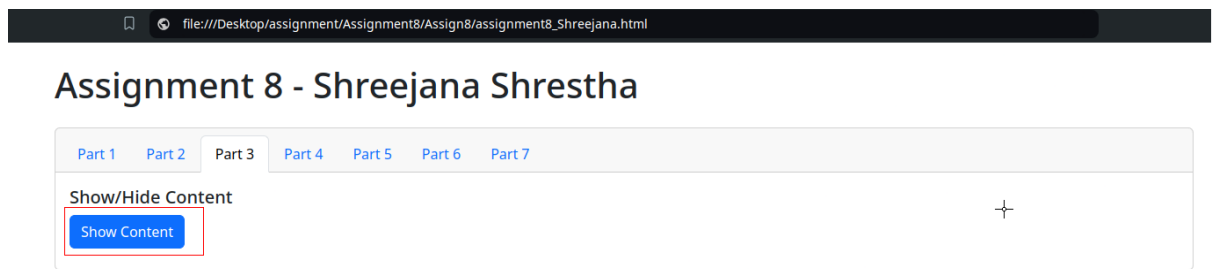 file:///Desktop/assignment/Assignment8/Assign8/assignment8_Shreejana.html
Assignment 8 - Shreejana Shrestha
Part 1 Part 2 Part 3 Part 4 Part 5 Part 6 Part 7
Show/Hide Content
Show Content